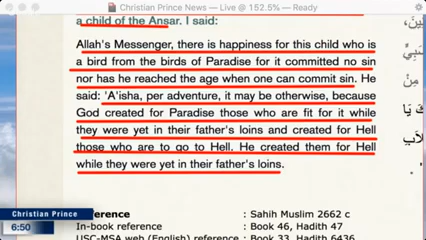 Christian Prince News — Live @ 152.5% — Ready
a child of the Ansar. I said:
Allah's Messenger, there is happiness for this child who is
a bird from the birds of Paradise for it committed no sin
nor has he reached the age when one can commit sin. He
said: 'A'isha, per adventure, it may be otherwise, because
God created for Paradise those who are fit for it while
they were yet in their father's loins and created for Hell
those who are to go to Hell. He created them for Hell
while they were yet in their father's loins.
Christian Prince
6:50
erence : Sahih Muslim 2662 c
In-book reference : Book 46, Hadith 47
USC-MSA web (English) reference : Book 33, Hadith 6436